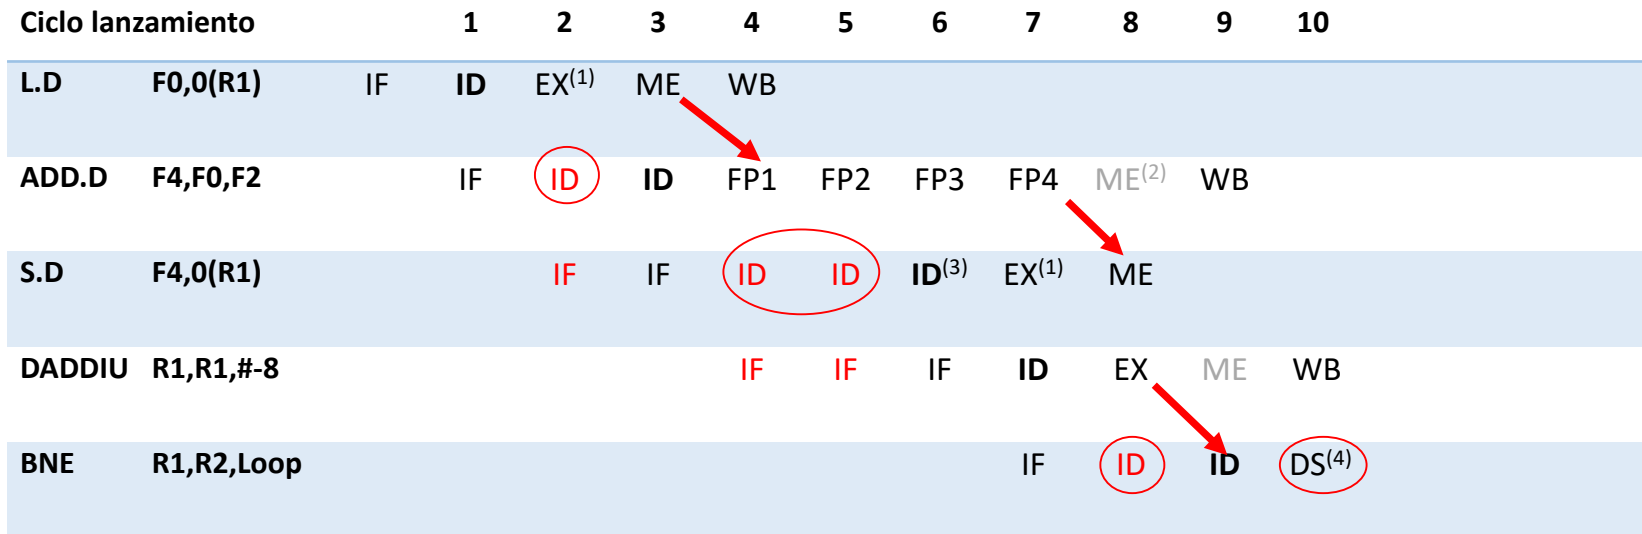 Ciclo lanzamiento 1 2 3 4 5 6 7 8 9 10
L.D F0,0(R1) IF ID EX(1) ME WB
ADD.D F4,F0,F2 IF ID ID FP1 FP2 FP3 FP4 ME(2) WB
S.D F4,0(R1) IF IF ID ID ID(3) EX(1) ME
DADDIU R1,R1,#-8 IF IF IF ID EX ME WB
BNE R1,R2,Loop IF ID ID DS(4)